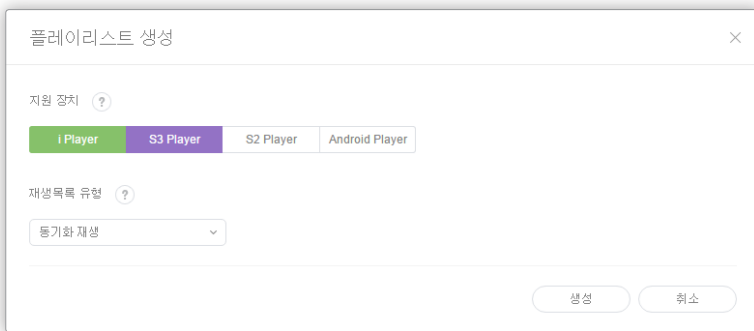 플레이리스트 생성
지원 장치 ?
i Player S3 Player S2 Player Android Player
재생목록 유형 ?
동기화 재생
생성 취소